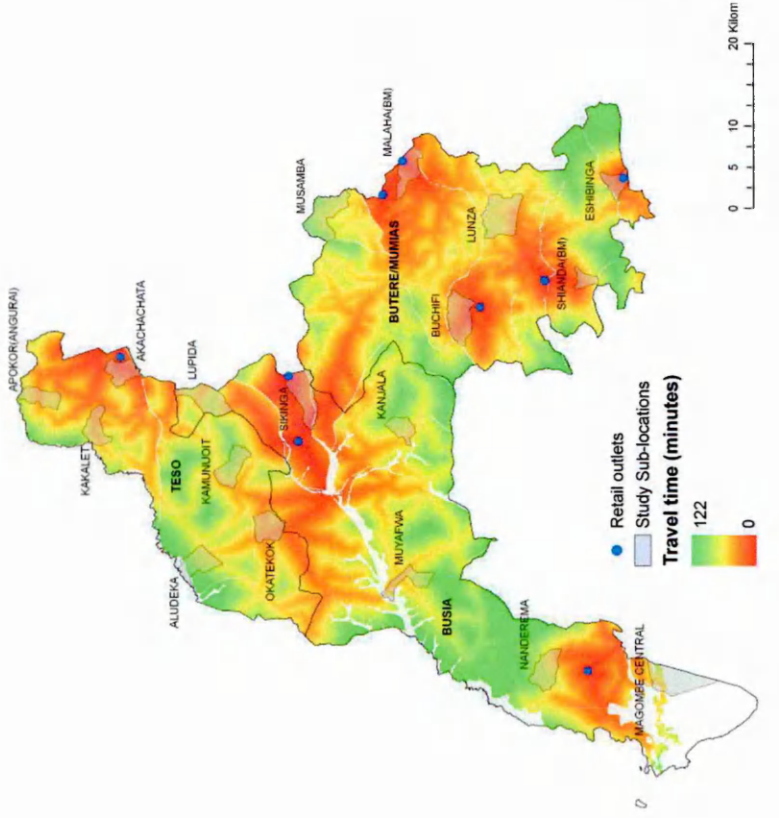 APOKOR(ANGURAI)
AKACHACHATA
KAKALET
LUPIDA
TESO
KAMUNUOIT
SIKINGA
ALUDEKA
OKATEKOK
KANJALA
MUYAFWA
BUSIA
NANDEREMA
MAGOMBE CENTRAL
MUSAMBA
MALAHA(BM)
BUTERE/MUMIAS
LUNZA
BUCHIFI
SHIANDA(BM)
ESHIBINGA
Retail outlets
Study Sub-locations
Travel time (minutes)
122
0
0 5 10 20 Kilom